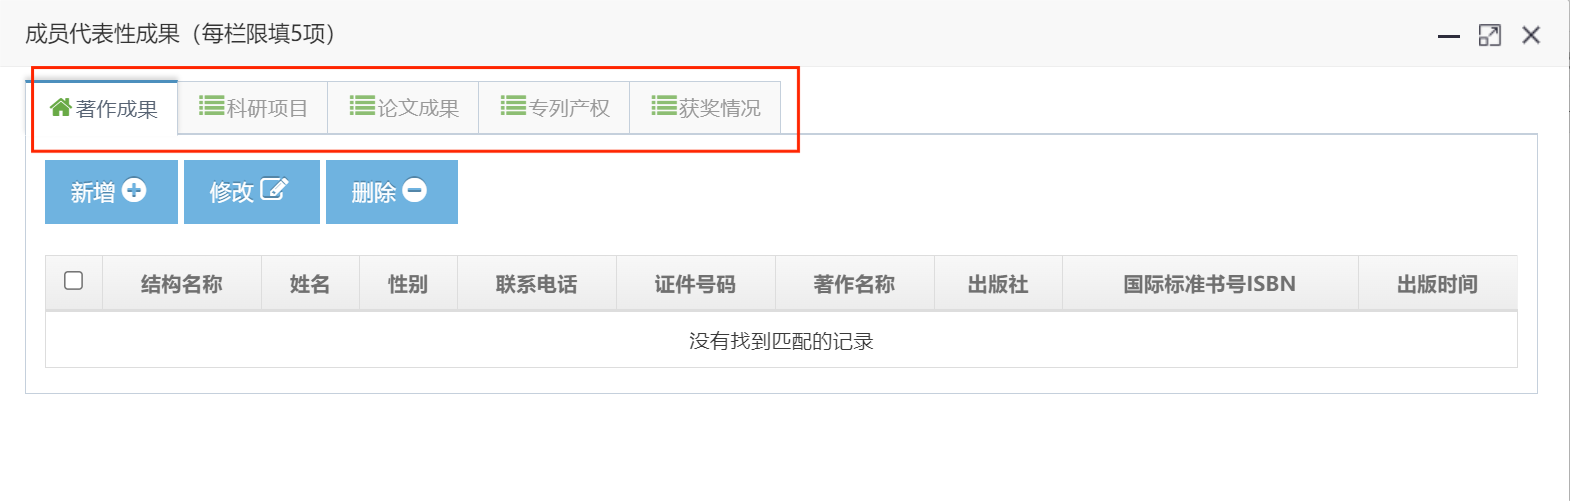 成员代表性成果（每栏限填5项）
著作成果 科研项目 论文成果 专列产权 获奖情况
新增 修改 删除
结构名称 姓名 性别 联系电话 证件号码 著作名称 出版社 国际标准书号ISBN 出版时间
没有找到匹配的记录